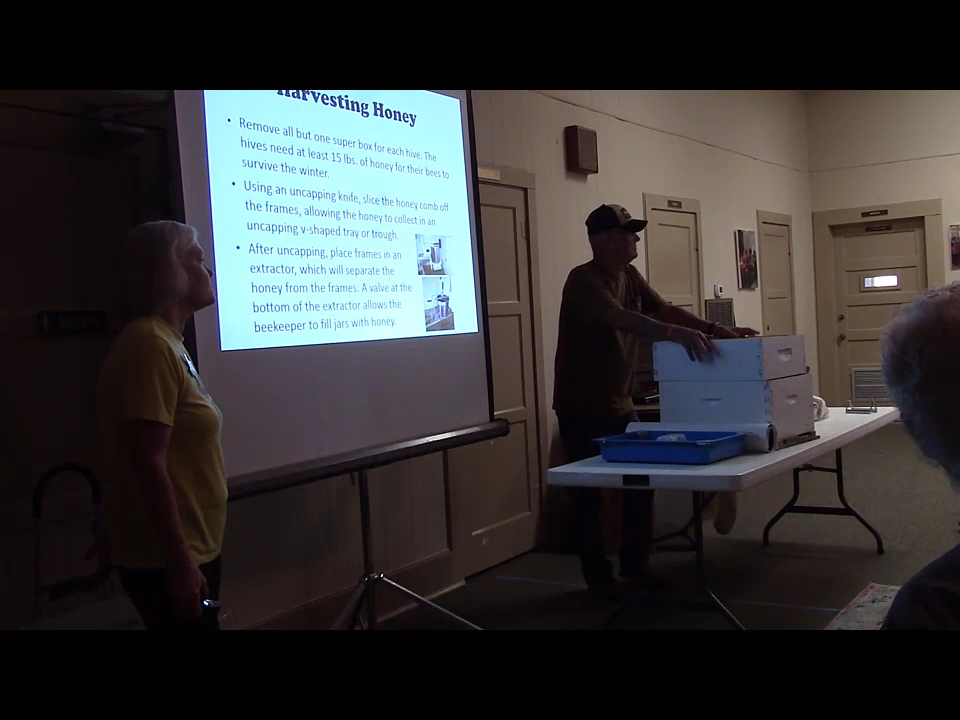 Harvesting Honey
• Remove all but one super box for each hive. The
hives need at least 15 lbs. of honey for their bees to
survive the winter.
• Using an uncapping knife, slice the honey comb off
the frames, allowing the honey to collect in an
uncapping v-shaped tray or trough.
• After uncapping, place frames in an
extractor, which will separate the
honey from the frames. A valve at the
bottom of the extractor allows the
beekeeper to fill jars with honey.